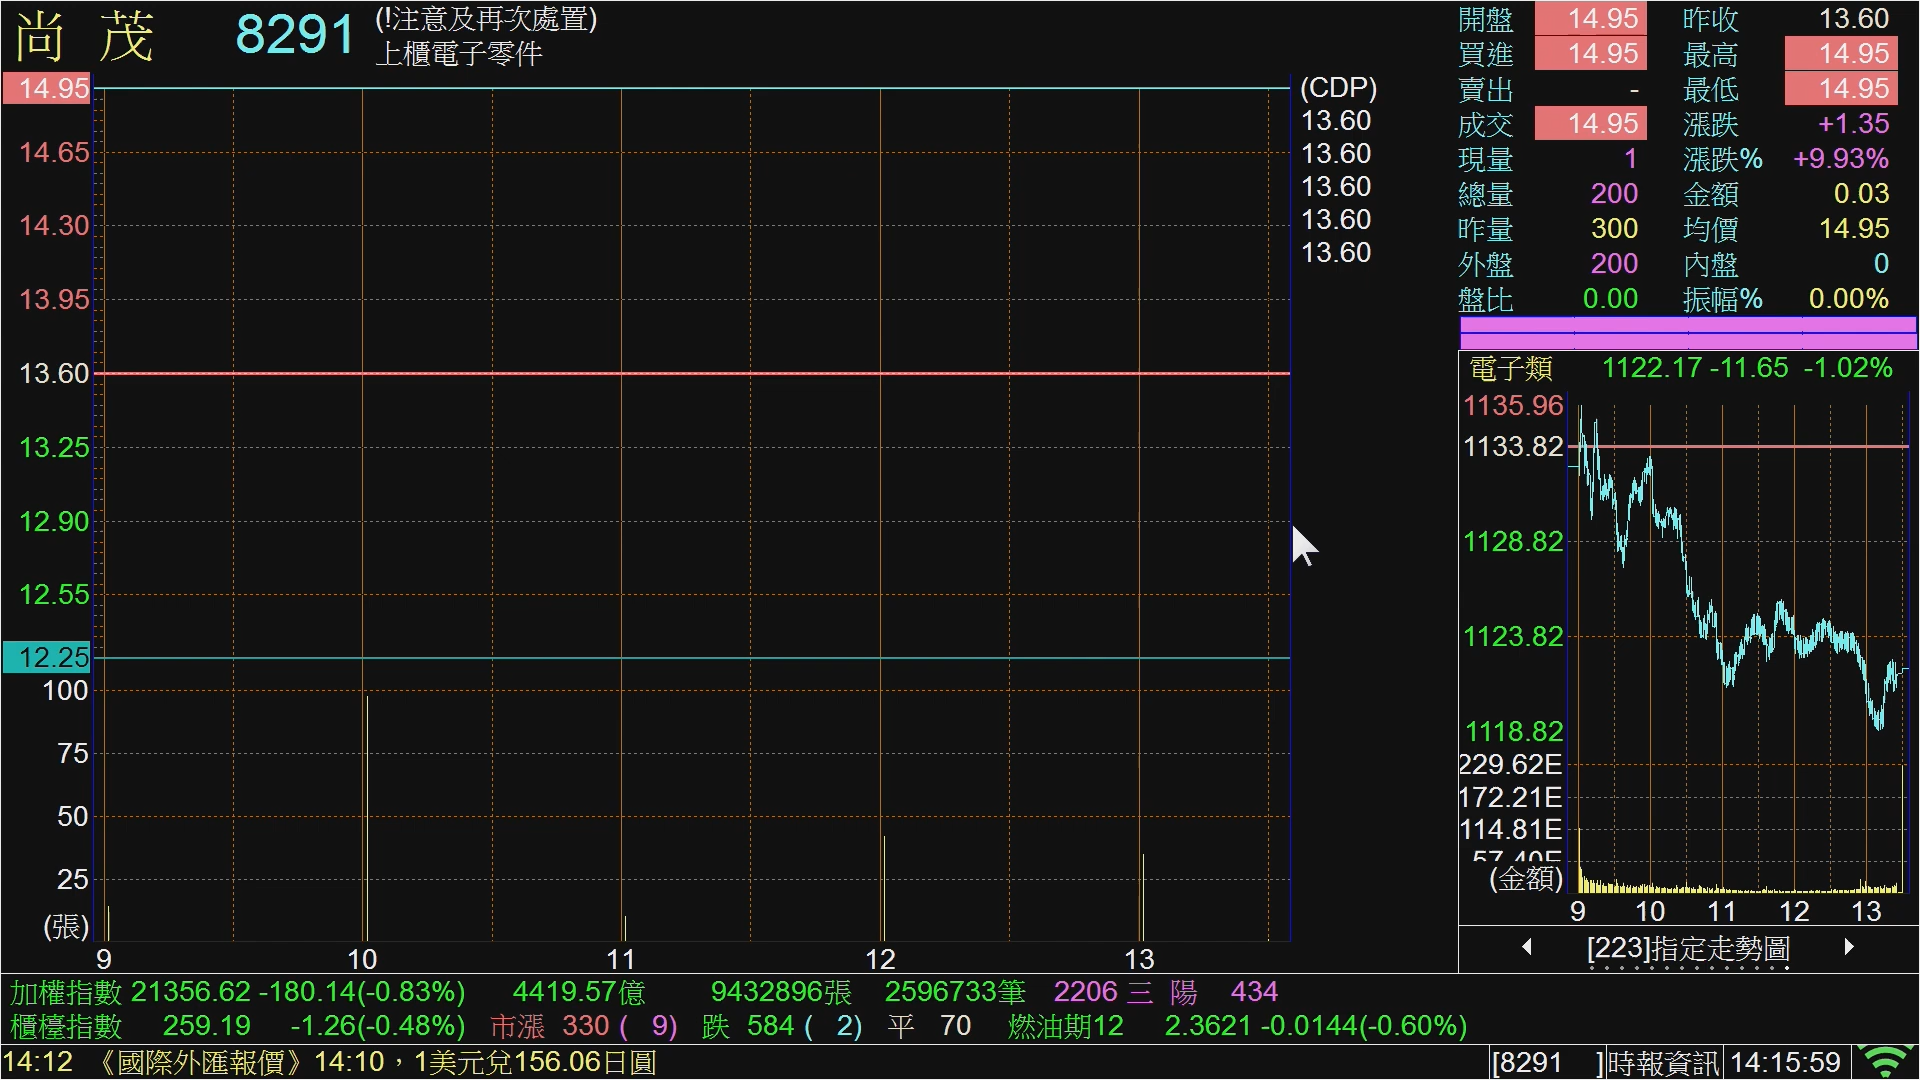 尚 茂 8291 (!注意及再次處置)
上櫃電子零件
14.95
14.65
14.30
13.95
13.60
13.25
12.90
12.55
12.25
100
75
50
25
(張)
9 10 11 12 13
(CDP)
13.60
13.60
13.60
13.60
13.60
開盤 14.95 昨收 13.60
買進 14.95 最高 14.95
賣出 - 最低 14.95
成交 14.95 漲跌 +1.35
現量 1 漲跌% +9.93%
總量 200 金額 0.03
昨量 300 均價 14.95
外盤 200 內盤 0
盤比 0.00 振幅% 0.00%
電子類 1122.17 -11.65 -1.02%
1135.96
1133.82
1128.82
1123.82
1118.82
229.62E
172.21E
114.81E
57.40E
(金額)
9 10 11 12 13
[223]指定走勢圖
加權指數 21356.62 -180.14(-0.83%) 4419.57億 9432896張 2596733筆 2206 三 陽 434
櫃檯指數 259.19 -1.26(-0.48%) 市漲 330 ( 9) 跌 584 ( 2) 平 70 燃油期12 2.3621 -0.0144(-0.60%)
14:12 《國際外匯報價》14:10，1美元兌156.06日圓 [8291 ]時報資訊 14:15:59